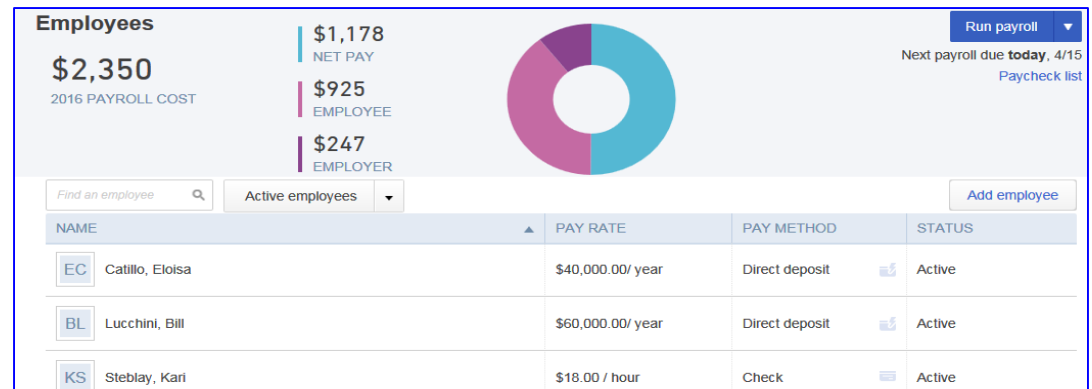 Employees
$2,350
2016 PAYROLL COST
$1,178
NET PAY
$925
EMPLOYEE
$247
EMPLOYER
Run payroll
Next payroll due today, 4/15
Paycheck list
Find an employee
Active employees
Add employee
NAME PAY RATE PAY METHOD STATUS
EC Catillo, Eloisa $40,000.00/ year Direct deposit Active
BL Lucchini, Bill $60,000.00/ year Direct deposit Active
KS Steblay, Kari $18.00 / hour Check Active